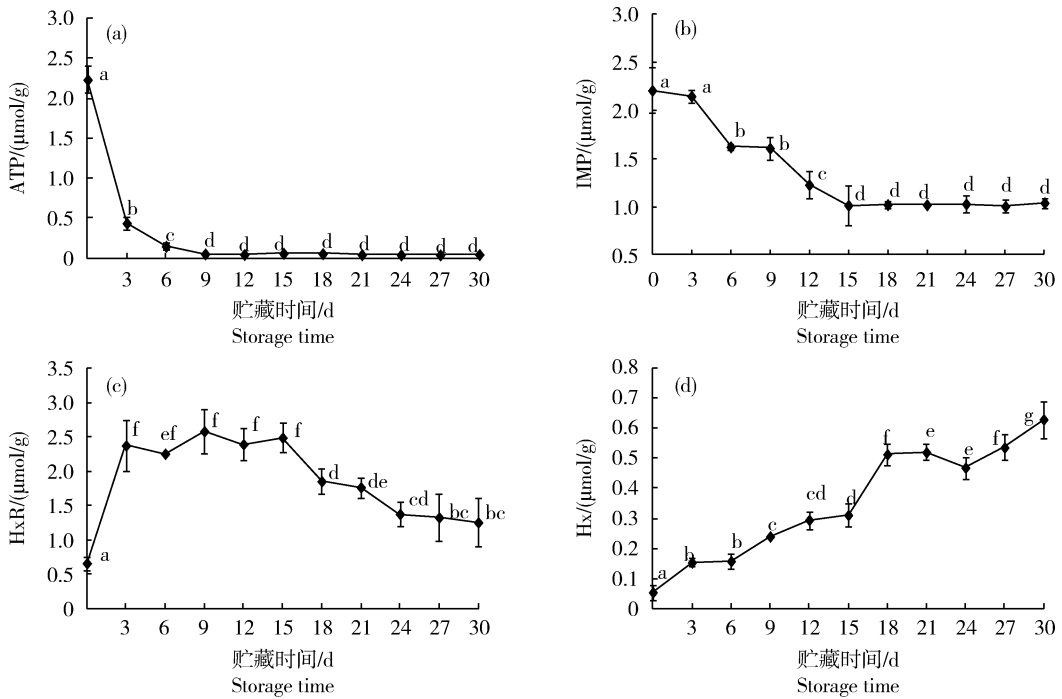 (a)
3.0
2.5
2.0
1.5
1.0
0.5
0
ATP/(μmol/g)
a
b
c
d
d
d
d
d
d
d
d
3 6 9 12 15 18 21 24 27 30
贮藏时间/d
Storage time
(b)
3.0
2.5
2.0
1.5
1.0
0.5
IMP/(μmol/g)
a
a
b
b
c
d
d
d
d
d
d
0 3 6 9 12 15 18 21 24 27 30
贮藏时间/d
Storage time
(c)
3.5
3.0
2.5
2.0
1.5
1.0
0.5
0
HxR/(μmol/g)
a
f
ef
f
f
f
d
de
cd
bc
bc
3 6 9 12 15 18 21 24 27 30
贮藏时间/d
Storage time
(d)
0.8
0.7
0.6
0.5
0.4
0.3
0.2
0.1
0
Hx/(μmol/g)
a
b
b
c
cd
d
f
e
e
f
g
3 6 9 12 15 18 21 24 27 30
贮藏时间/d
Storage time